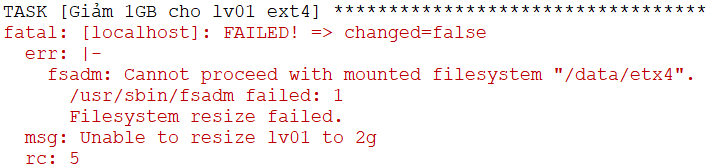 TASK [Giảm 1GB cho lv01 ext4] **********************************
fatal: [localhost]: FAILED! => changed=false
err: |-
fsadm: Cannot proceed with mounted filesystem "/data/etx4".
/usr/sbin/fsadm failed: 1
Filesystem resize failed.
msg: Unable to resize lv01 to 2g
rc: 5